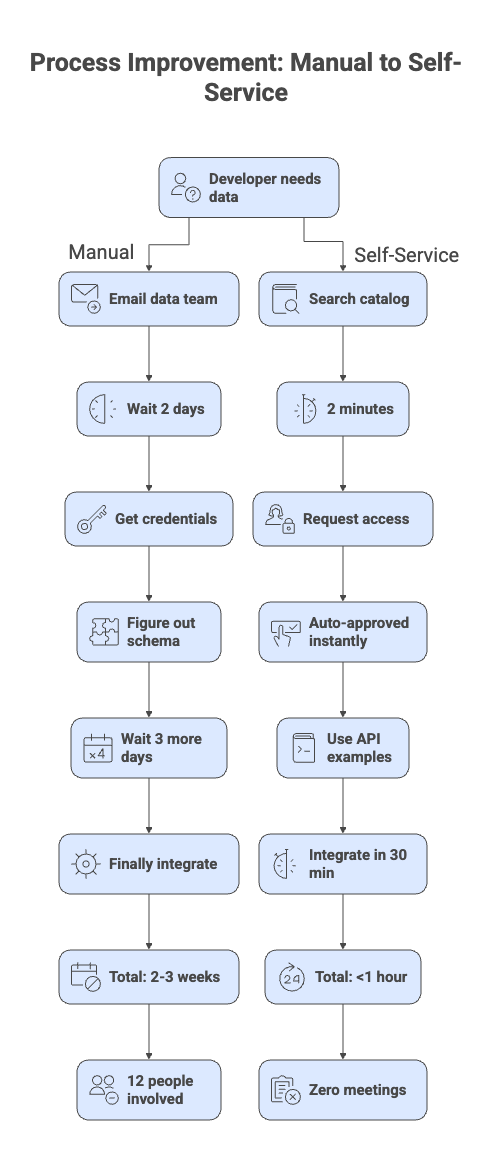 Process Improvement: Manual to Self-
Service
Developer needs
data
Manual
Self-Service
Email data team
Search catalog
Wait 2 days
2 minutes
Get credentials
Request access
Figure out
schema
Auto-approved
instantly
Wait 3 more
days
x4
Use API
examples
Finally integrate
Integrate in 30
min
Total: 2-3 weeks
24
Total: <1 hour
12 people
involved
Zero meetings